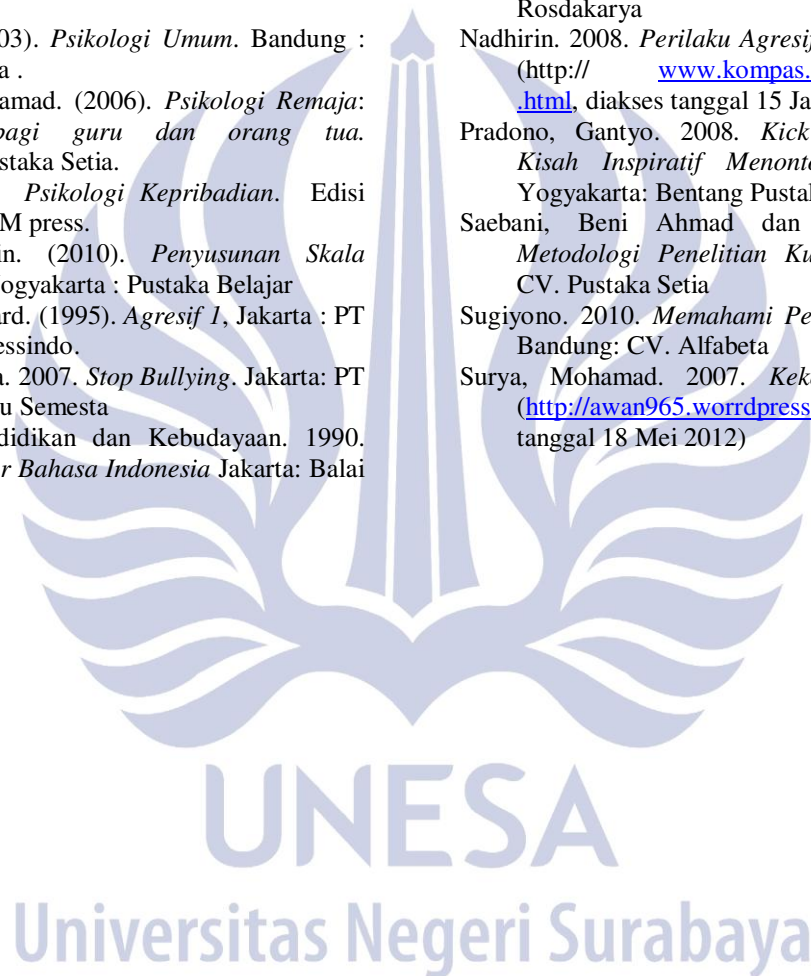 03). Psikologi Umum. Bandung :
a .
amad. (2006). Psikologi Remaja:
bagi guru dan orang tua.
staka Setia.
Psikologi Kepribadian. Edisi
M press.
in. (2010). Penyusunan Skala
ogyakarta : Pustaka Belajar
ard. (1995). Agresif 1, Jakarta : PT
essindo.
a. 2007. Stop Bullying. Jakarta: PT
u Semesta
didikan dan Kebudayaan. 1990.
r Bahasa Indonesia Jakarta: Balai
Rosdakarya
Nadhirin. 2008. Perilaku Agresif
(http:// www.kompas.
.html, diakses tanggal 15 Ja
Pradono, Gantyo. 2008. Kick
Kisah Inspiratif Menonto
Yogyakarta: Bentang Pustak
Saebani, Beni Ahmad dan
Metodologi Penelitian Ku
CV. Pustaka Setia
Sugiyono. 2010. Memahami Pe
Bandung: CV. Alfabeta
Surya, Mohamad. 2007. Keka
(http://awan965.worrdpress
tanggal 18 Mei 2012)
UNESA
Universitas Negeri Surabaya